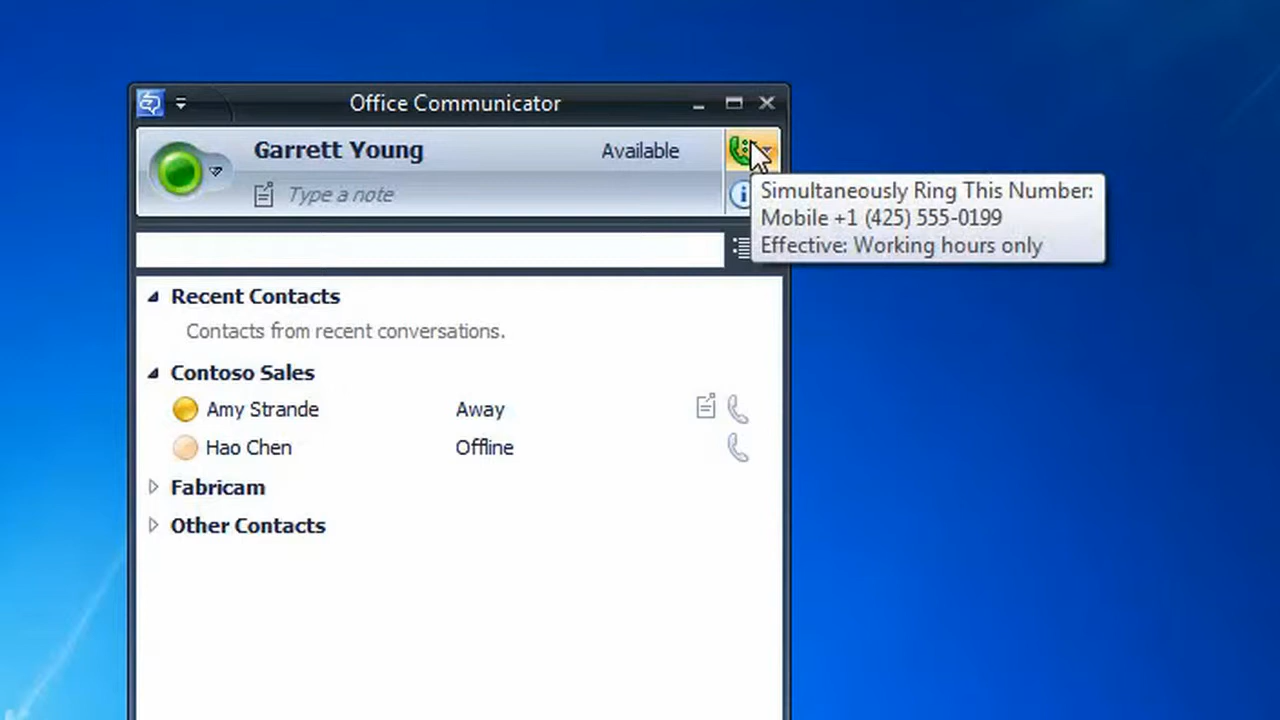 Office Communicator
Garrett Young Available
Type a note
Simultaneously Ring This Number:
Mobile +1 (425) 555-0199
Effective: Working hours only
Recent Contacts
Contacts from recent conversations.
Contoso Sales
Amy Strande Away
Hao Chen Offline
Fabricam
Other Contacts